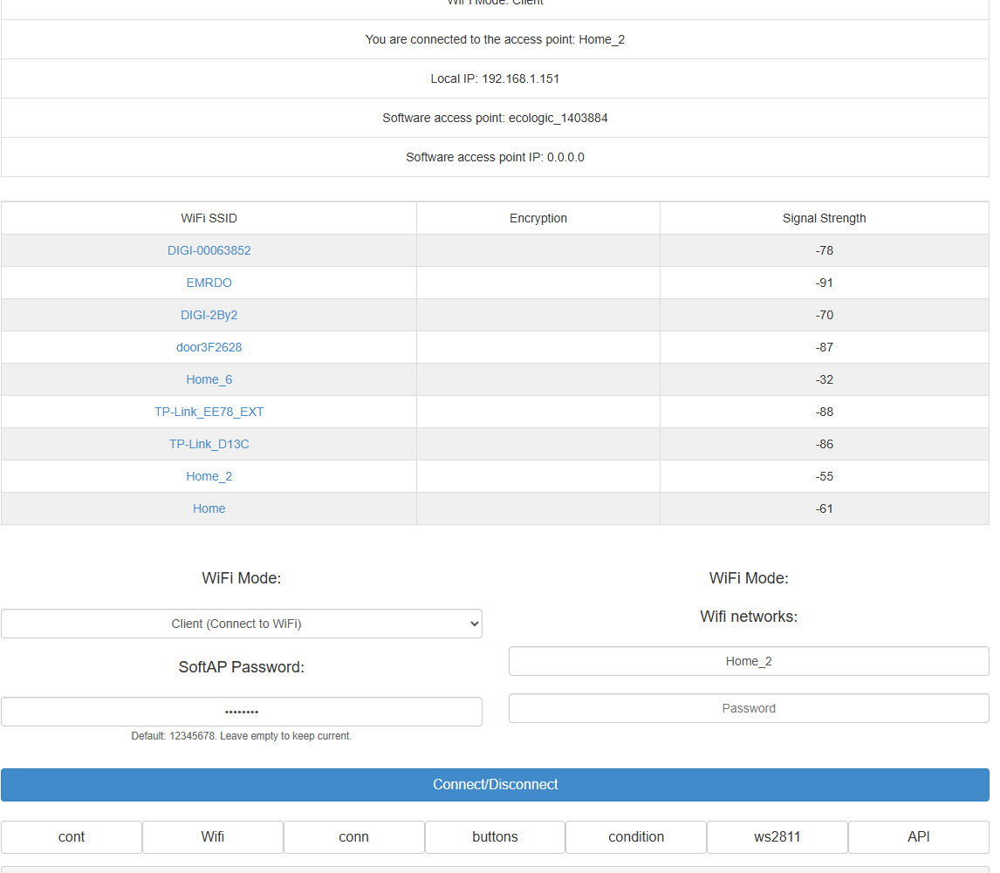 WiFi Mode: Client
You are connected to the access point: Home_2
Local IP: 192.168.1.151
Software access point: ecologic_1403884
Software access point IP: 0.0.0.0
WiFi SSID Encryption Signal Strength
DIGI-00063852 -78
EMRDO -91
DIGI-2By2 -70
door3F2628 -87
Home_6 -32
TP-Link_EE78_EXT -88
TP-Link_D13C -86
Home_2 -55
Home -61
WiFi Mode:
Client (Connect to WiFi)
SoftAP Password:
••••••••
Default: 12345678. Leave empty to keep current.
WiFi Mode:
Wifi networks:
Home_2
Password
Connect/Disconnect
cont Wifi conn buttons condition ws2811 API